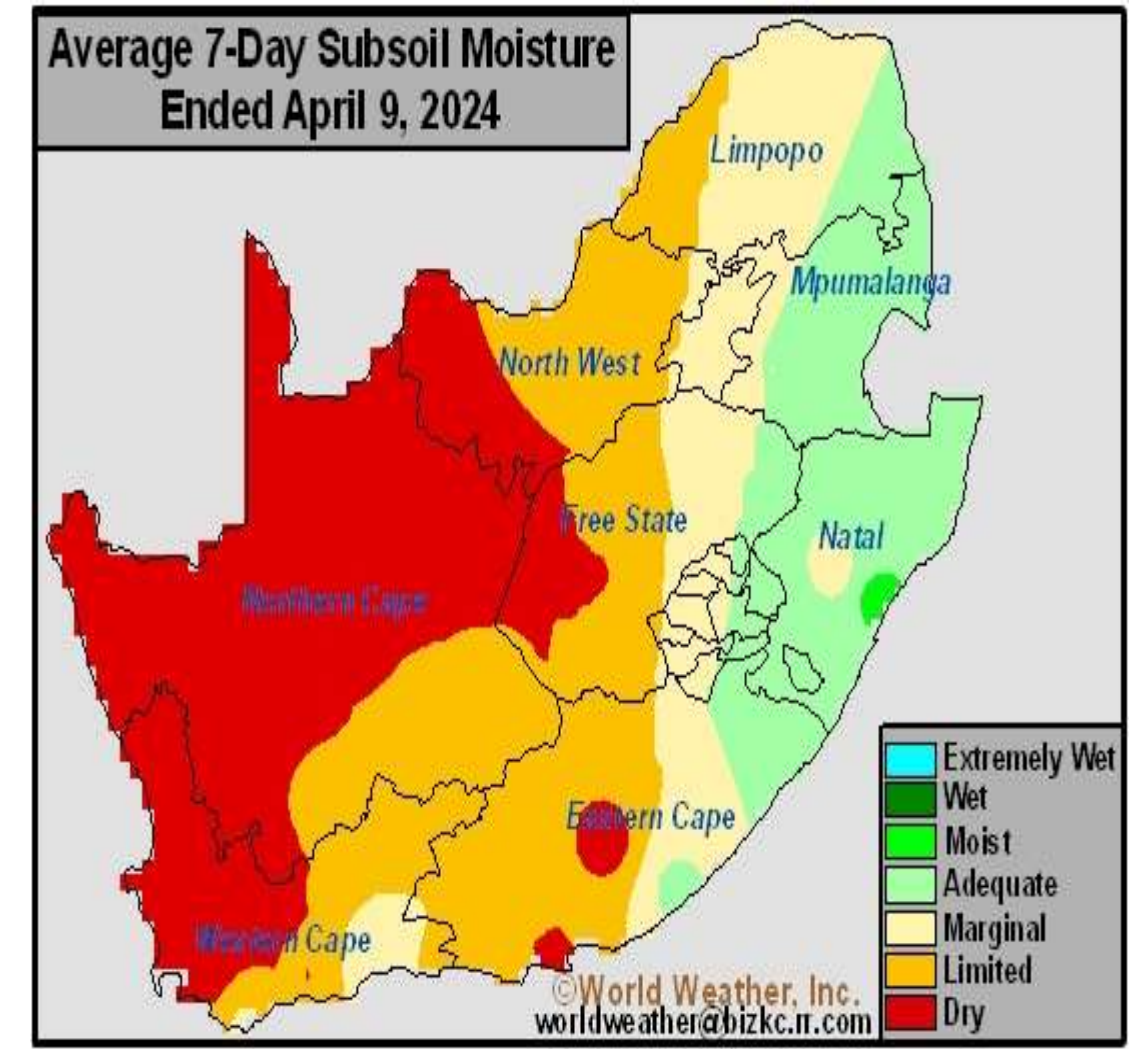 Average 7-Day Subsoil Moisture
Ended April 9, 2024
Limpopo
Mpumalanga
North West
Free State
Natal
Northern Cape
Eastern Cape
Western Cape
Extremely Wet
Wet
Moist
Adequate
Marginal
Limited
Dry
©World Weather, Inc.
worldweather@bizkc.rr.com